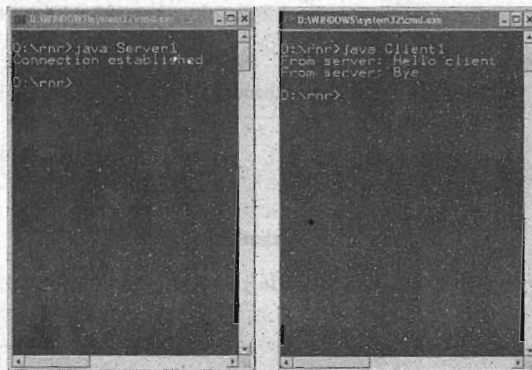 D:\WINDOWS\system32\cmd.exe
D:\rnr>java Server1
Connection established
D:\rnr>
D:\WINDOWS\system32\cmd.exe
D:\rnr>java Client1
From server: Hello client
From server: Bye
D:\rnr>